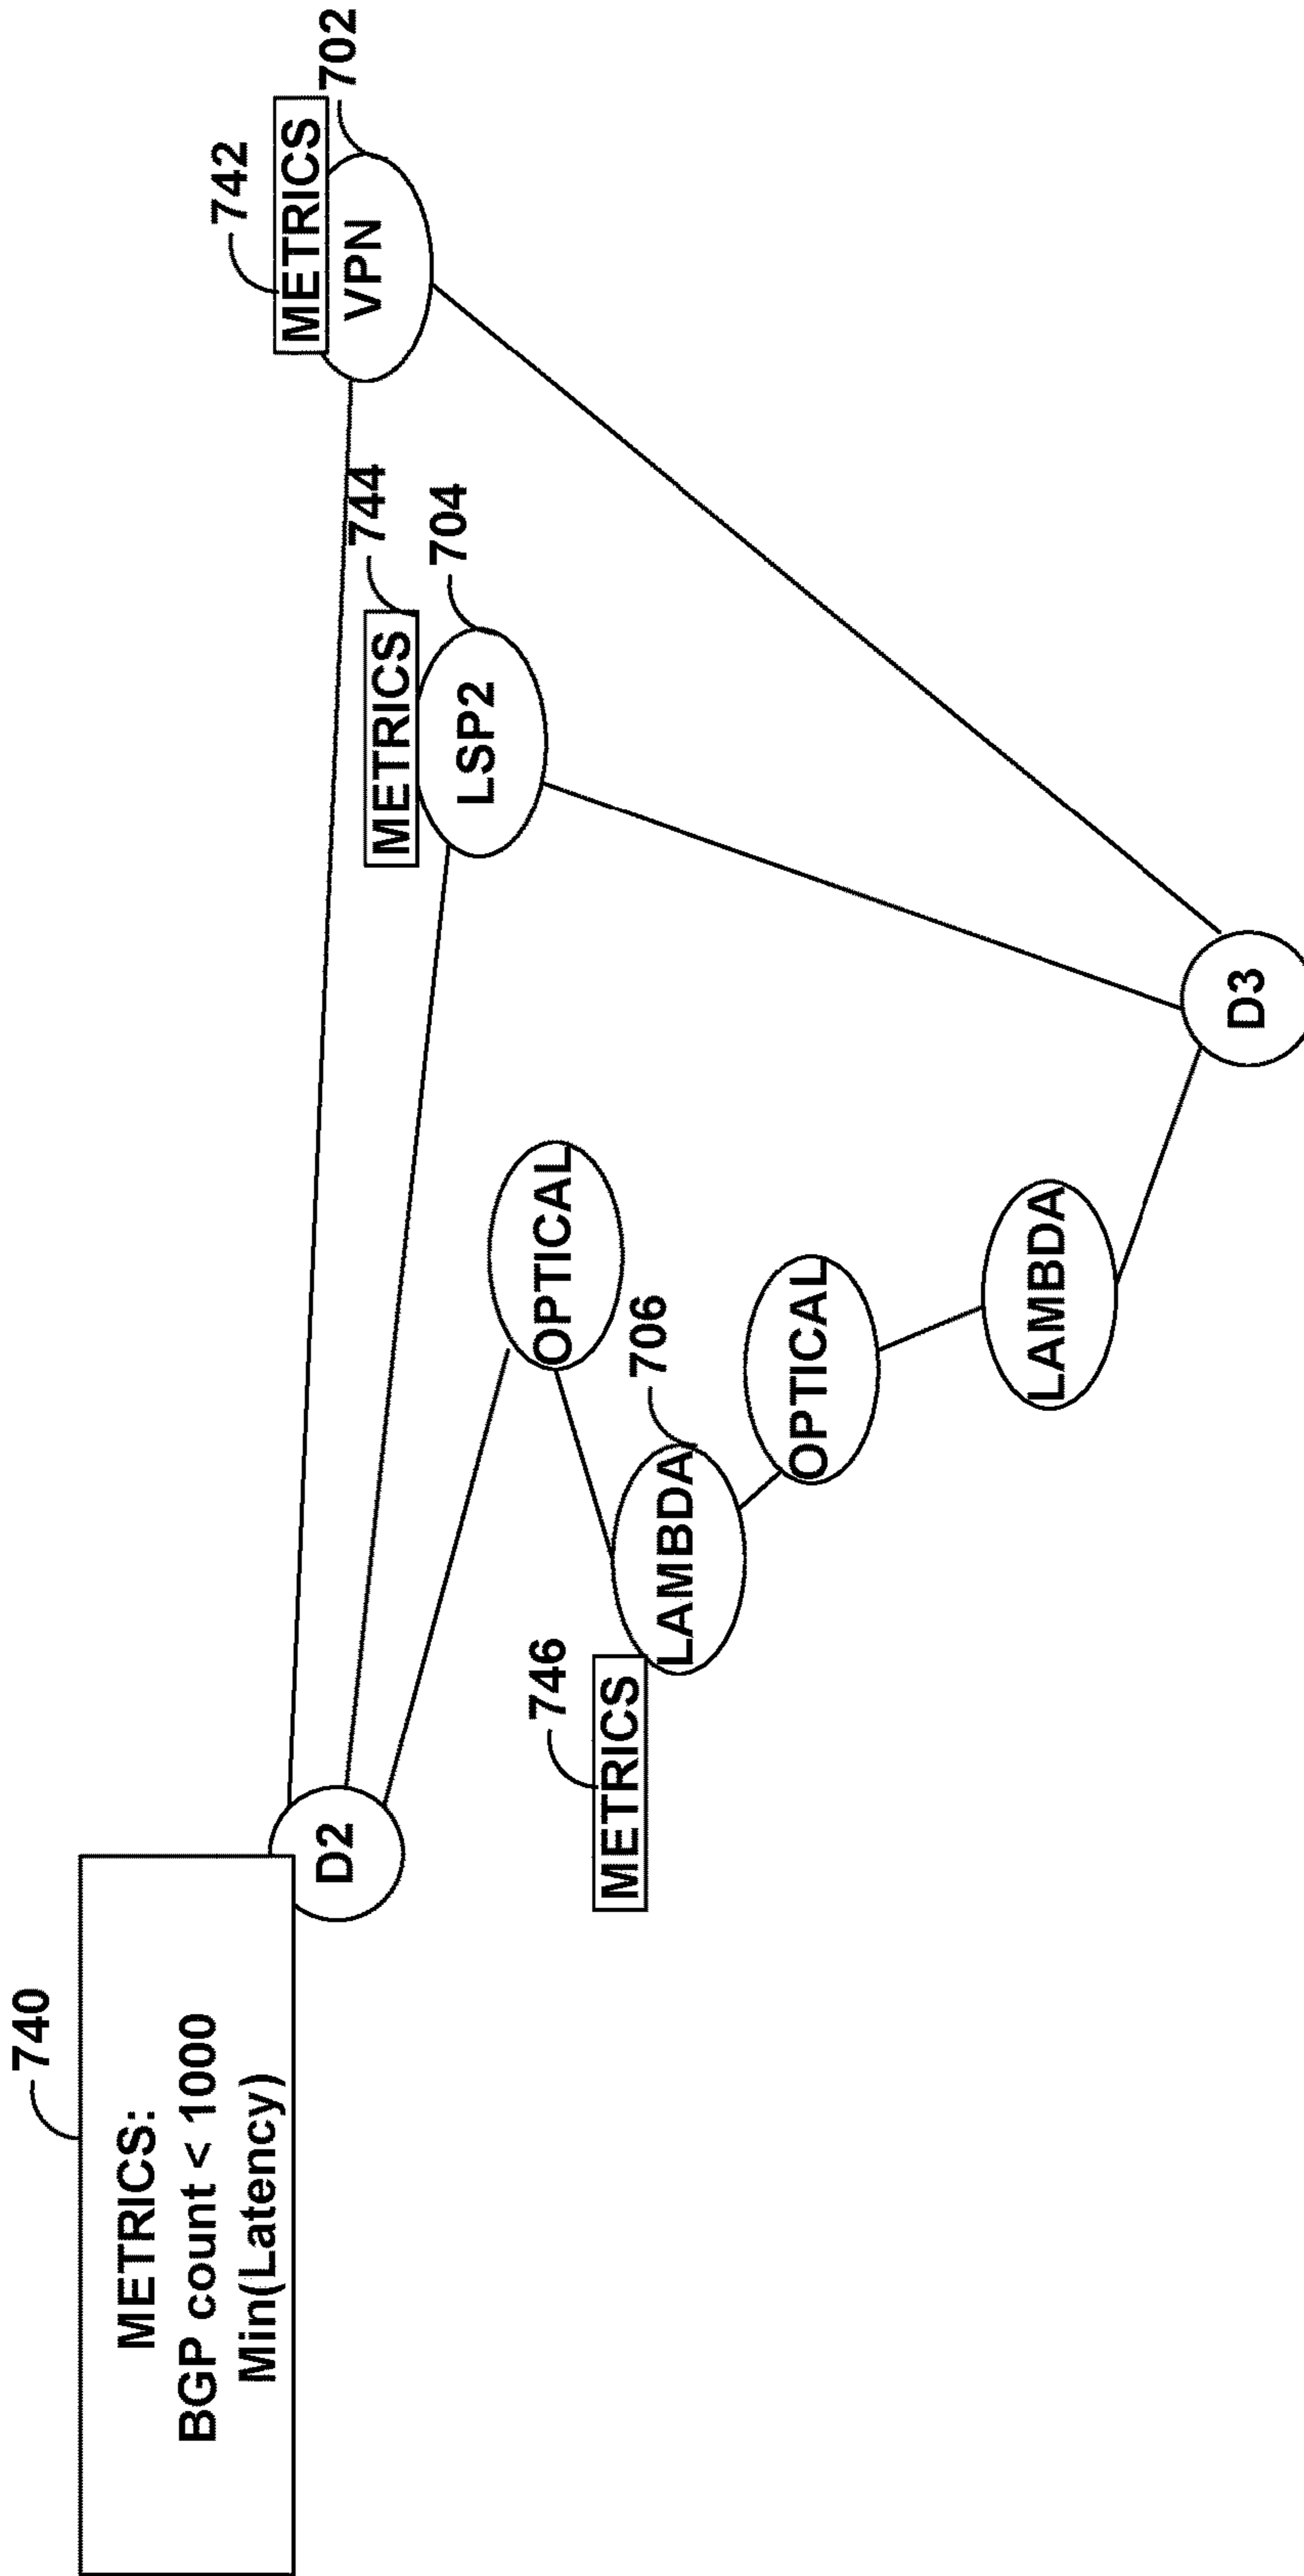 740
METRICS:
BGP count < 1000
Min(Latency)
D2
742
METRICS
702
VPN
744
METRICS
704
LSP2
OPTICAL
746
METRICS
706
LAMBDA
OPTICAL
LAMBDA
D3